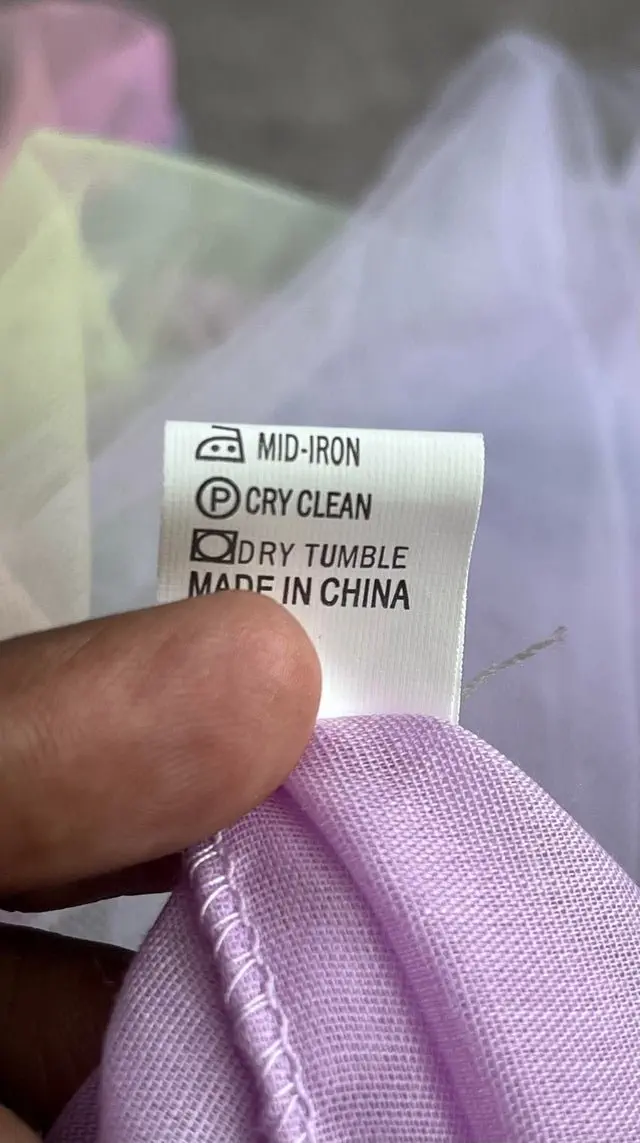 MID-IRON
P CRY CLEAN
DRY TUMBLE
MADE IN CHINA